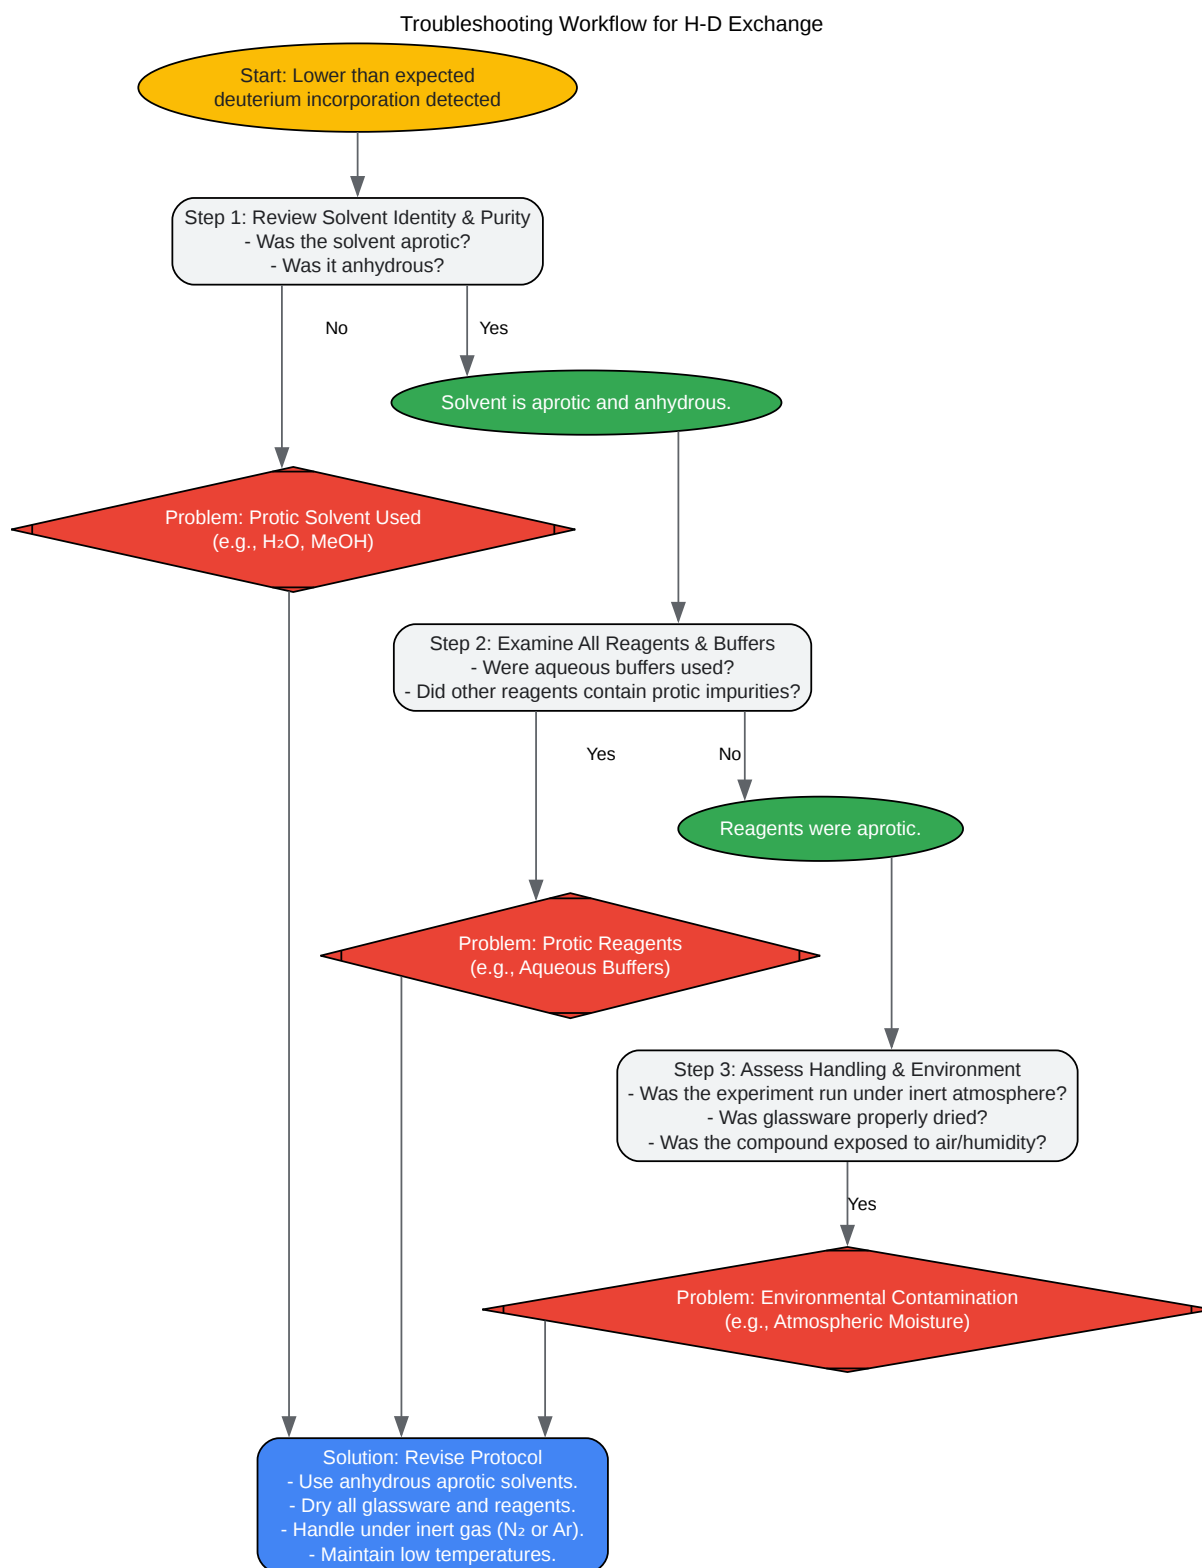 Troubleshooting Workflow for H-D Exchange
Start: Lower than expected
deuterium incorporation detected
Step 1: Review Solvent Identity & Purity
- Was the solvent aprotic?
- Was it anhydrous?
No
Yes
Solvent is aprotic and anhydrous.
Problem: Protic Solvent Used
(e.g., H₂O, MeOH)
Step 2: Examine All Reagents & Buffers
- Were aqueous buffers used?
- Did other reagents contain protic impurities?
Yes
No
Reagents were aprotic.
Problem: Protic Reagents
(e.g., Aqueous Buffers)
Step 3: Assess Handling & Environment
- Was the experiment run under inert atmosphere?
- Was glassware properly dried?
- Was the compound exposed to air/humidity?
Yes
Problem: Environmental Contamination
(e.g., Atmospheric Moisture)
Solution: Revise Protocol
- Use anhydrous aprotic solvents.
- Dry all glassware and reagents.
- Handle under inert gas (N₂ or Ar).
- Maintain low temperatures.